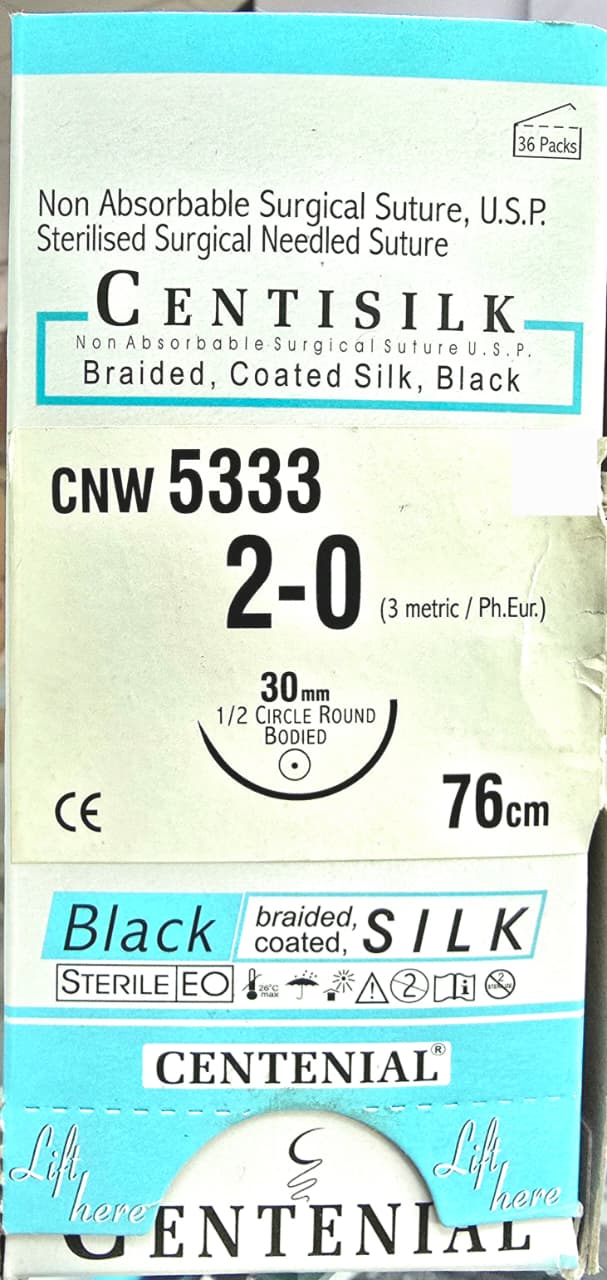 36 Packs
Non Absorbable Surgical Suture, U.S.P.
Sterilised Surgical Needled Suture
CENTISILK
Non Absorbable Surgical Suture U.S.P.
Braided, Coated Silk, Black
CNW 5333
2-0 (3 metric / Ph.Eur.)
30mm
1/2 CIRCLE ROUND
BODIED
CE
76cm
Black braided,
coated, SILK
STERILE EO 26°C
max 2 i 2
CENTENIAL®
Lift here Lift here
CENTENIAL